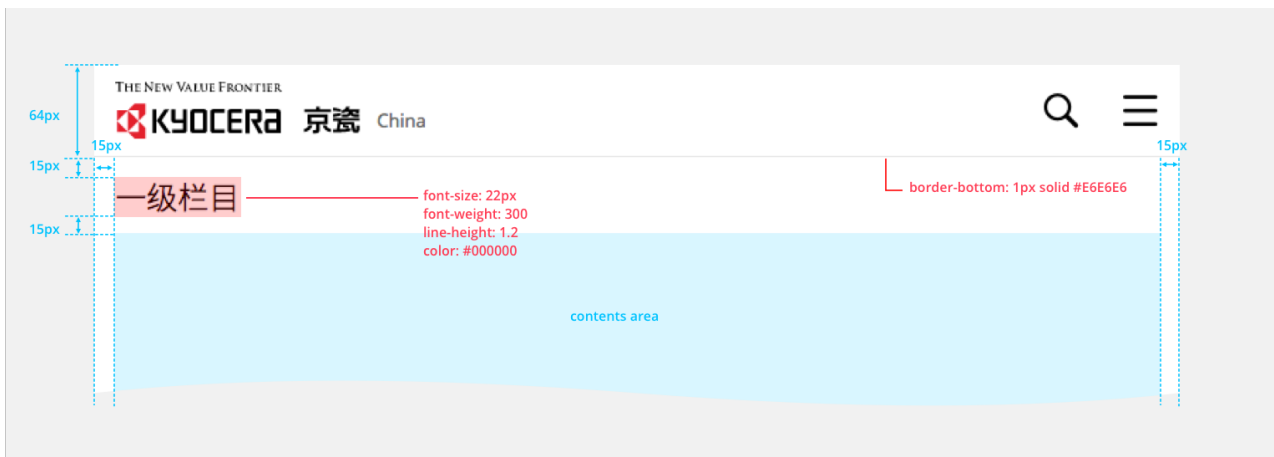 THE NEW VALUE FRONTIER
64px
KYOCERA 京瓷 China
15px
15px
15px
一级栏目
font-size: 22px
font-weight: 300
line-height: 1.2
color: #000000
border-bottom: 1px solid #E6E6E6
15px
contents area